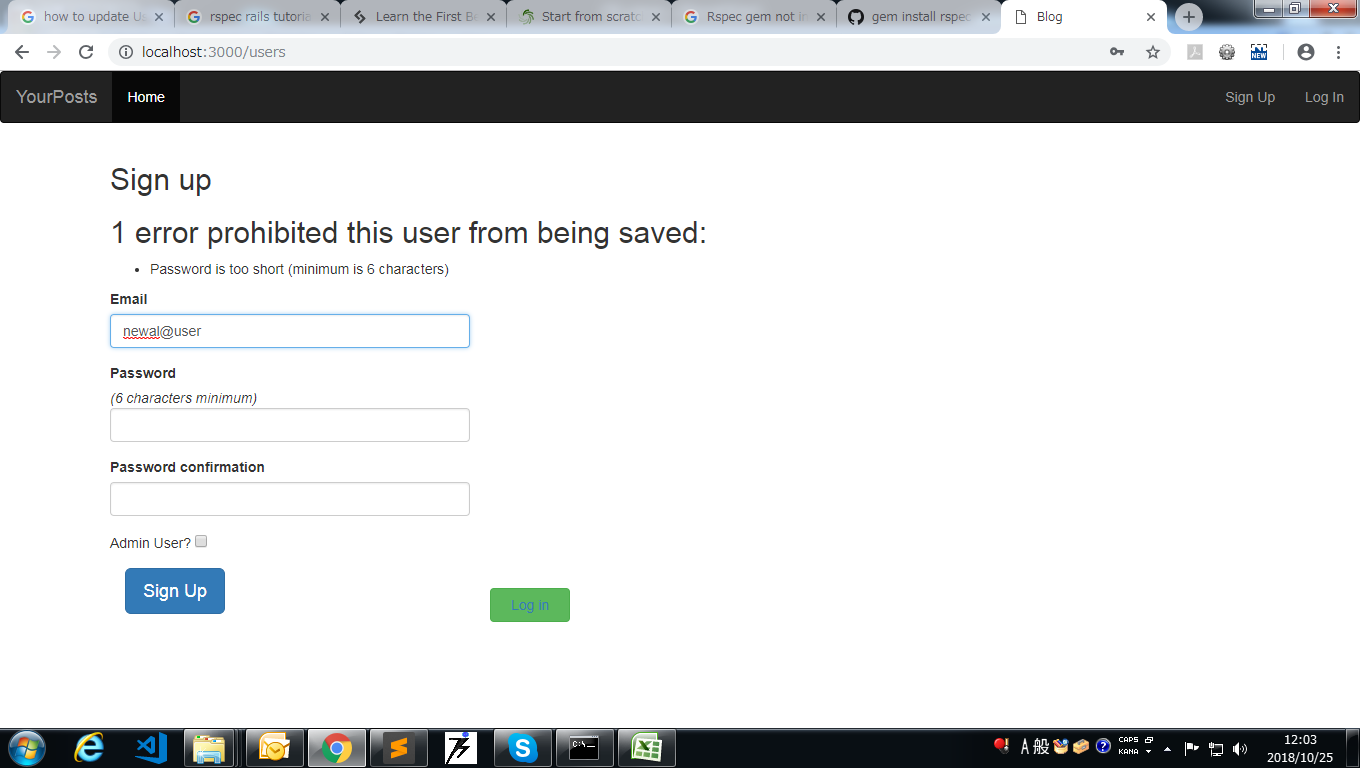 how to update Us
rspec rails tutoria
Learn the First Be
Start from scratc
Rspec gem not in
gem install rspec
Blog
localhost:3000/users
NEW
YourPosts
Home
Sign Up
Log In
Sign up
1 error prohibited this user from being saved:
Password is too short (minimum is 6 characters)
Email
newal@user
Password
(6 characters minimum)
Password confirmation
Admin User?
Sign Up
Log in
A 般
CAPS
KANA
12:03
2018/10/25